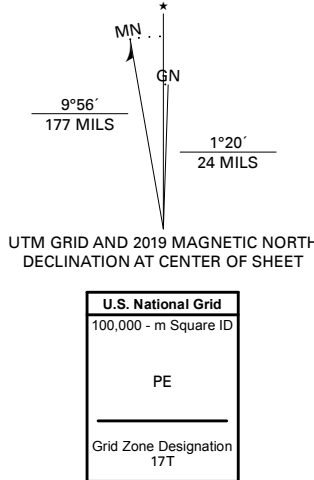 ★
MN
GN
9°56´
177 MILS
1°20´
24 MILS
UTM GRID AND 2019 MAGNETIC NORTH
DECLINATION AT CENTER OF SHEET
U.S. National Grid
100,000 - m Square ID
PE
Grid Zone Designation
17T